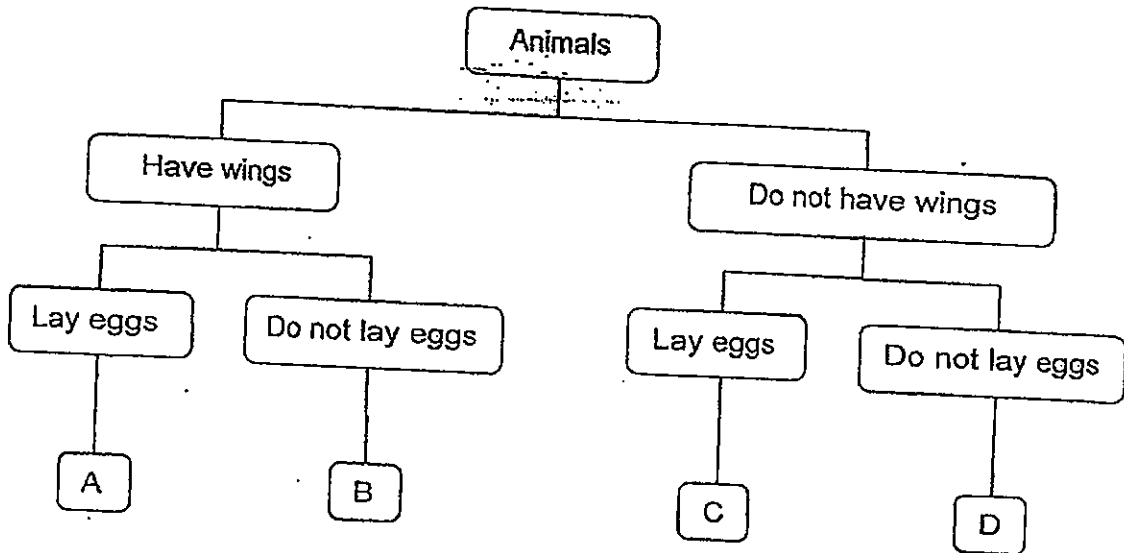 Animals
Have wings
Do not have wings
Lay eggs
Do not lay eggs
Lay eggs
Do not lay eggs
A
B
C
D